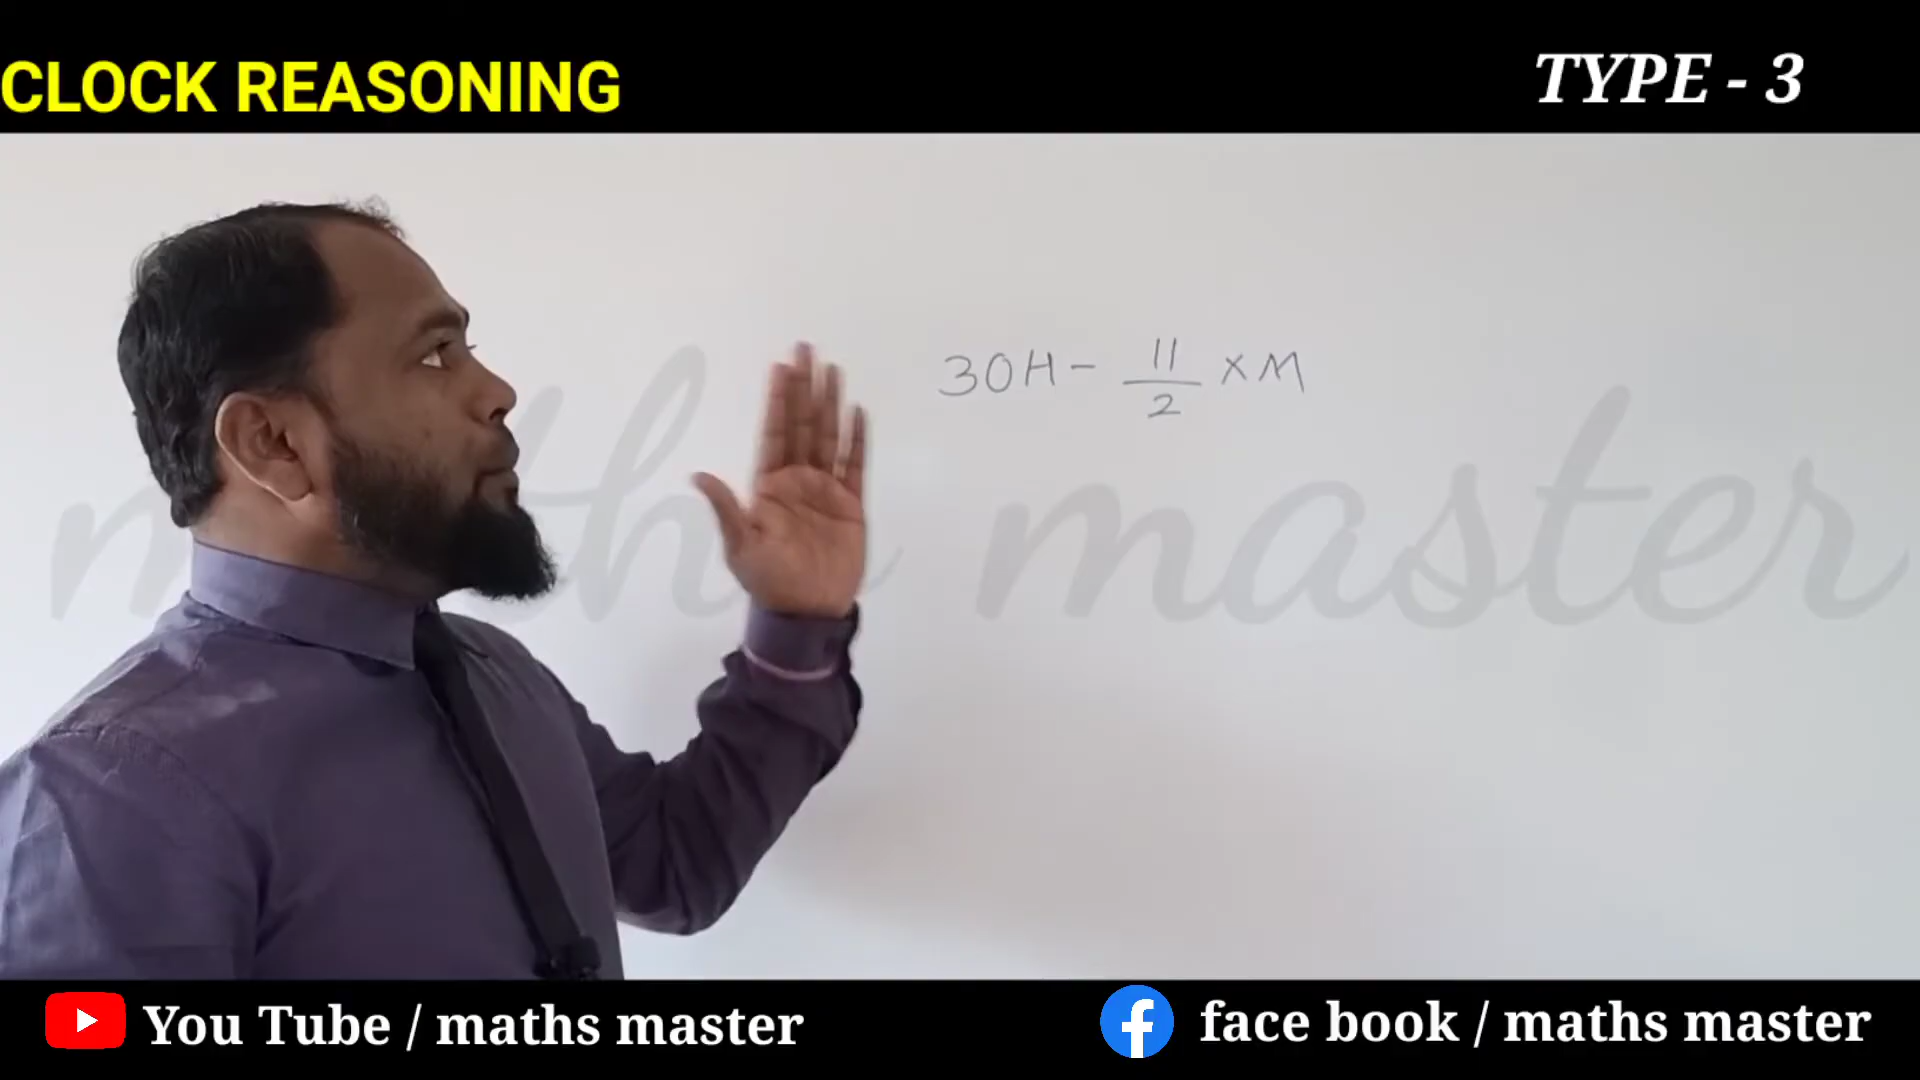 CLOCK REASONING
TYPE - 3
30H - 11/2 × M
maths master
You Tube / maths master
face book / maths master